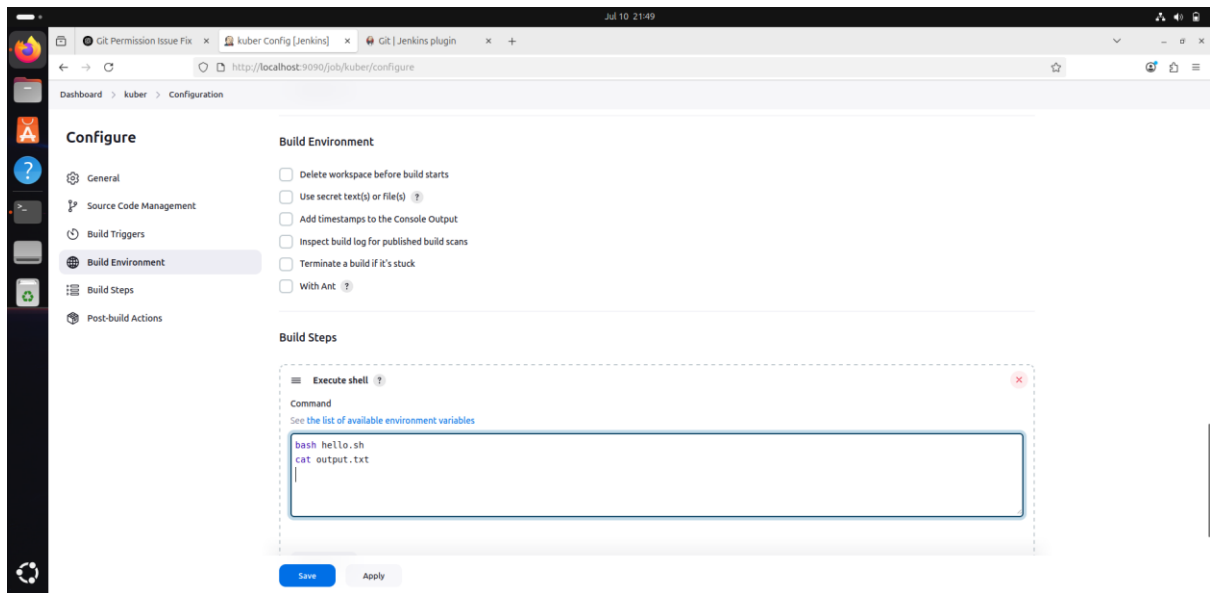 Jul 10 21:49
Git Permission Issue Fix
kuber Config [Jenkins]
Git | Jenkins plugin
http://localhost:9090/job/kuber/configure
Dashboard > kuber > Configuration
Configure
General
Source Code Management
Build Triggers
Build Environment
Build Steps
Post-build Actions
Build Environment
Delete workspace before build starts
Use secret text(s) or file(s) ?
Add timestamps to the Console Output
Inspect build log for published build scans
Terminate a build if it's stuck
With Ant ?
Build Steps
Execute shell ?
Command
See the list of available environment variables
bash hello.sh
cat output.txt
Save
Apply